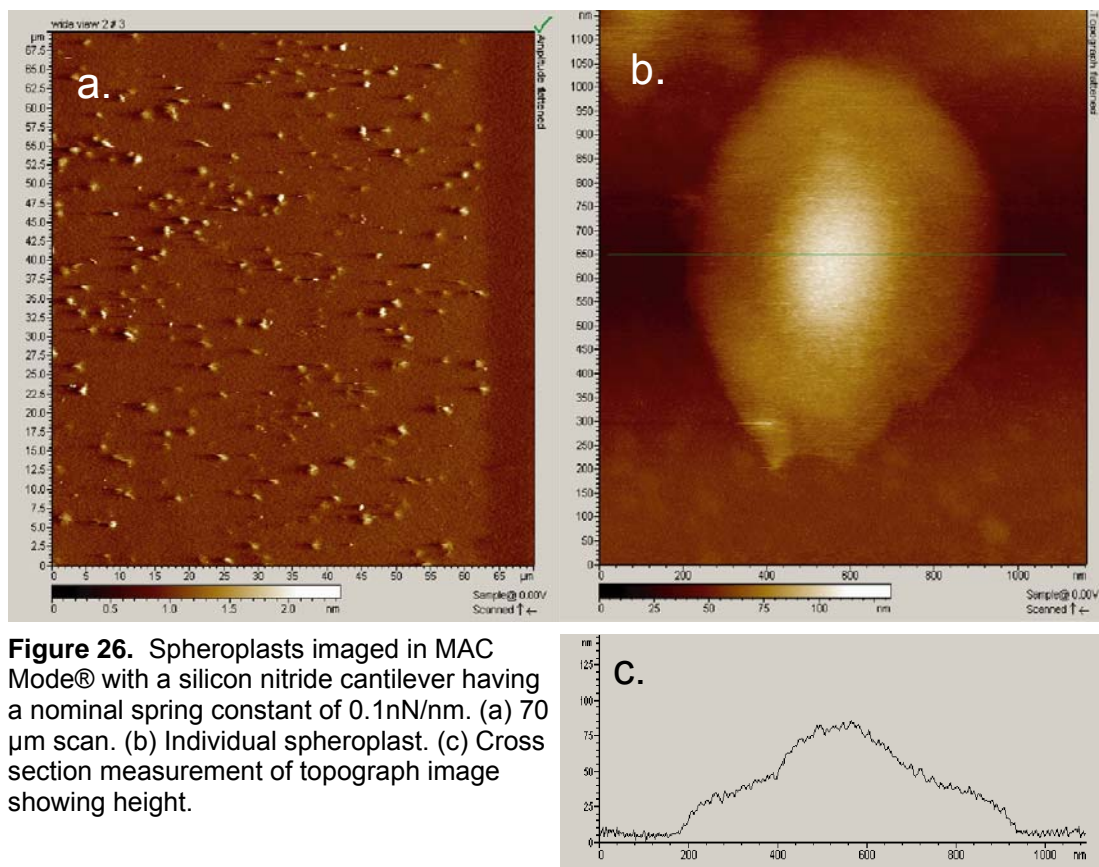 wide view 2 # 3
µm
67.5
65.0
62.5
60.0
57.5
55.0
52.5
50.0
47.5
45.0
42.5
40.0
37.5
35.0
32.5
30.0
27.5
25.0
22.5
20.0
17.5
15.0
12.5
10.0
7.5
5.0
2.5
0
a.
Amplitude flattened
0 5 10 15 20 25 30 35 40 45 50 55 60 65 µm
0 0.5 1.0 1.5 2.0 nm
Sample@ 0.00V
Scanned ↑ ←
nm
1100
1050
1000
950
900
850
800
750
700
650
600
550
500
450
400
350
300
250
200
150
100
50
0
b.
Topograph flattened
0 200 400 600 800 1000 nm
0 25 50 75 100 nm
Sample@ 0.00V
Scanned ↑ ←
Figure 26. Spheroplasts imaged in MAC
Mode® with a silicon nitride cantilever having
a nominal spring constant of 0.1nN/nm. (a) 70
µm scan. (b) Individual spheroplast. (c) Cross
section measurement of topograph image
showing height.
nm
125
100
75
50
25
0
c.
0 200 400 600 800 1000 nm